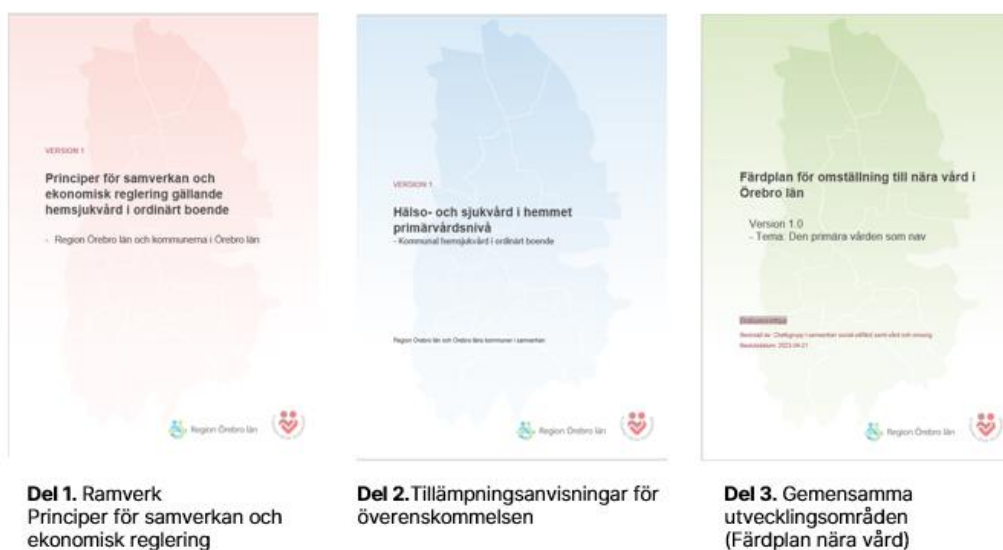 VERSION 1
Principer för samverkan och
ekonomisk reglering gällande
hemsjukvård i ordinärt boende
- Region Örebro län och kommunerna i Örebro län
Region Örebro län
VERSION 1
Hälso- och sjukvård i hemmet
primärvårdsnivå
- Kommunal hemsjukvård i ordinärt boende
Region Örebro län och Örebro läns kommuner i samverkan
Region Örebro län
Färdplan för omställning till nära vård i
Örebro län
Version 1.0
- Tema: Den primära vården som nav
Region Örebro län
Del 1. Ramverk
Principer för samverkan och
ekonomisk reglering
Del 2.Tillämpningsanvisningar för
överenskommelsen
Del 3. Gemensamma
utvecklingsområden
(Färdplan nära vård)